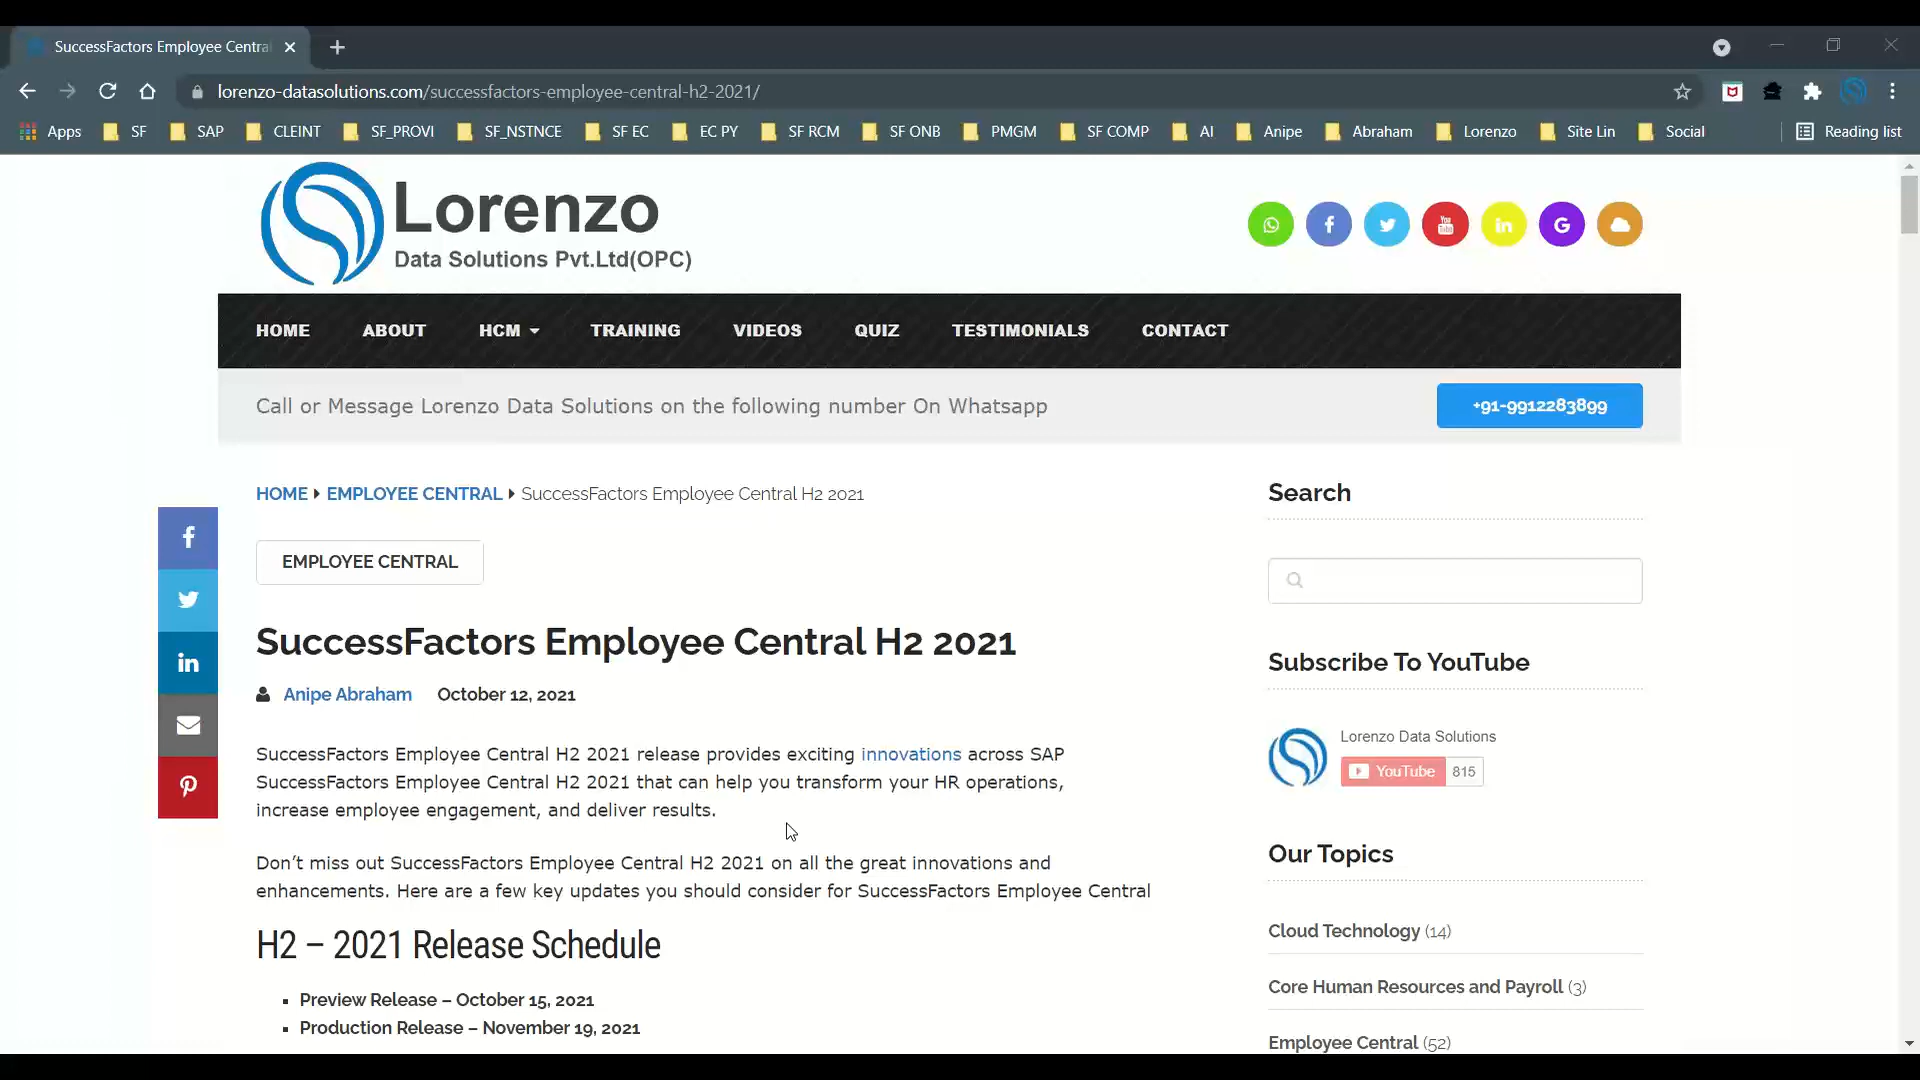 SuccessFactors Employee Centra
lorenzo-datasolutions.com/successfactors-employee-central-h2-2021/
Apps SF SAP CLEINT SF_PROVI SF_NSTNCE SF EC EC PY SF RCM SF ONB PMGM SF COMP AI Anipe Abraham Lorenzo Site Lin Social Reading list
Lorenzo
Data Solutions Pvt.Ltd(OPC)
HOME ABOUT HCM TRAINING VIDEOS QUIZ TESTIMONIALS CONTACT
Call or Message Lorenzo Data Solutions on the following number On Whatsapp
+91-9912283899
HOME EMPLOYEE CENTRAL SuccessFactors Employee Central H2 2021
EMPLOYEE CENTRAL
SuccessFactors Employee Central H2 2021
Anipe Abraham October 12, 2021
SuccessFactors Employee Central H2 2021 release provides exciting innovations across SAP
SuccessFactors Employee Central H2 2021 that can help you transform your HR operations,
increase employee engagement, and deliver results.
Don’t miss out SuccessFactors Employee Central H2 2021 on all the great innovations and
enhancements. Here are a few key updates you should consider for SuccessFactors Employee Central
H2 – 2021 Release Schedule
Preview Release – October 15, 2021
Production Release – November 19, 2021
Search
Subscribe To YouTube
Lorenzo Data Solutions
YouTube 815
Our Topics
Cloud Technology (14)
Core Human Resources and Payroll (3)
Employee Central (52)